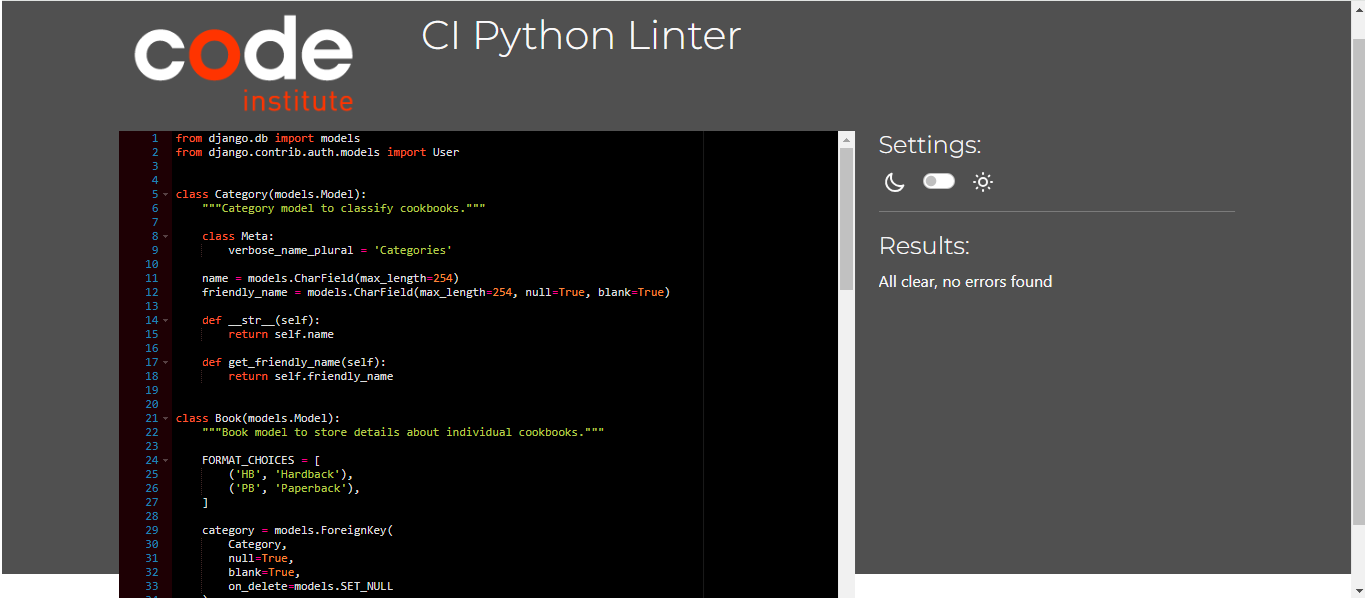 code
institute
CI Python Linter
1 from django.db import models
2 from django.contrib.auth.models import User
3
4
5 class Category(models.Model):
6     """Category model to classify cookbooks."""
7
8     class Meta:
9         verbose_name_plural = 'Categories'
10
11     name = models.CharField(max_length=254)
12     friendly_name = models.CharField(max_length=254, null=True, blank=True)
13
14     def __str__(self):
15         return self.name
16
17     def get_friendly_name(self):
18         return self.friendly_name
19
20
21 class Book(models.Model):
22     """Book model to store details about individual cookbooks."""
23
24     FORMAT_CHOICES = [
25         ('HB', 'Hardback'),
26         ('PB', 'Paperback'),
27     ]
28
29     category = models.ForeignKey(
30         Category,
31         null=True,
32         blank=True,
33         on_delete=models.SET_NULL
Settings:
Results:
All clear, no errors found